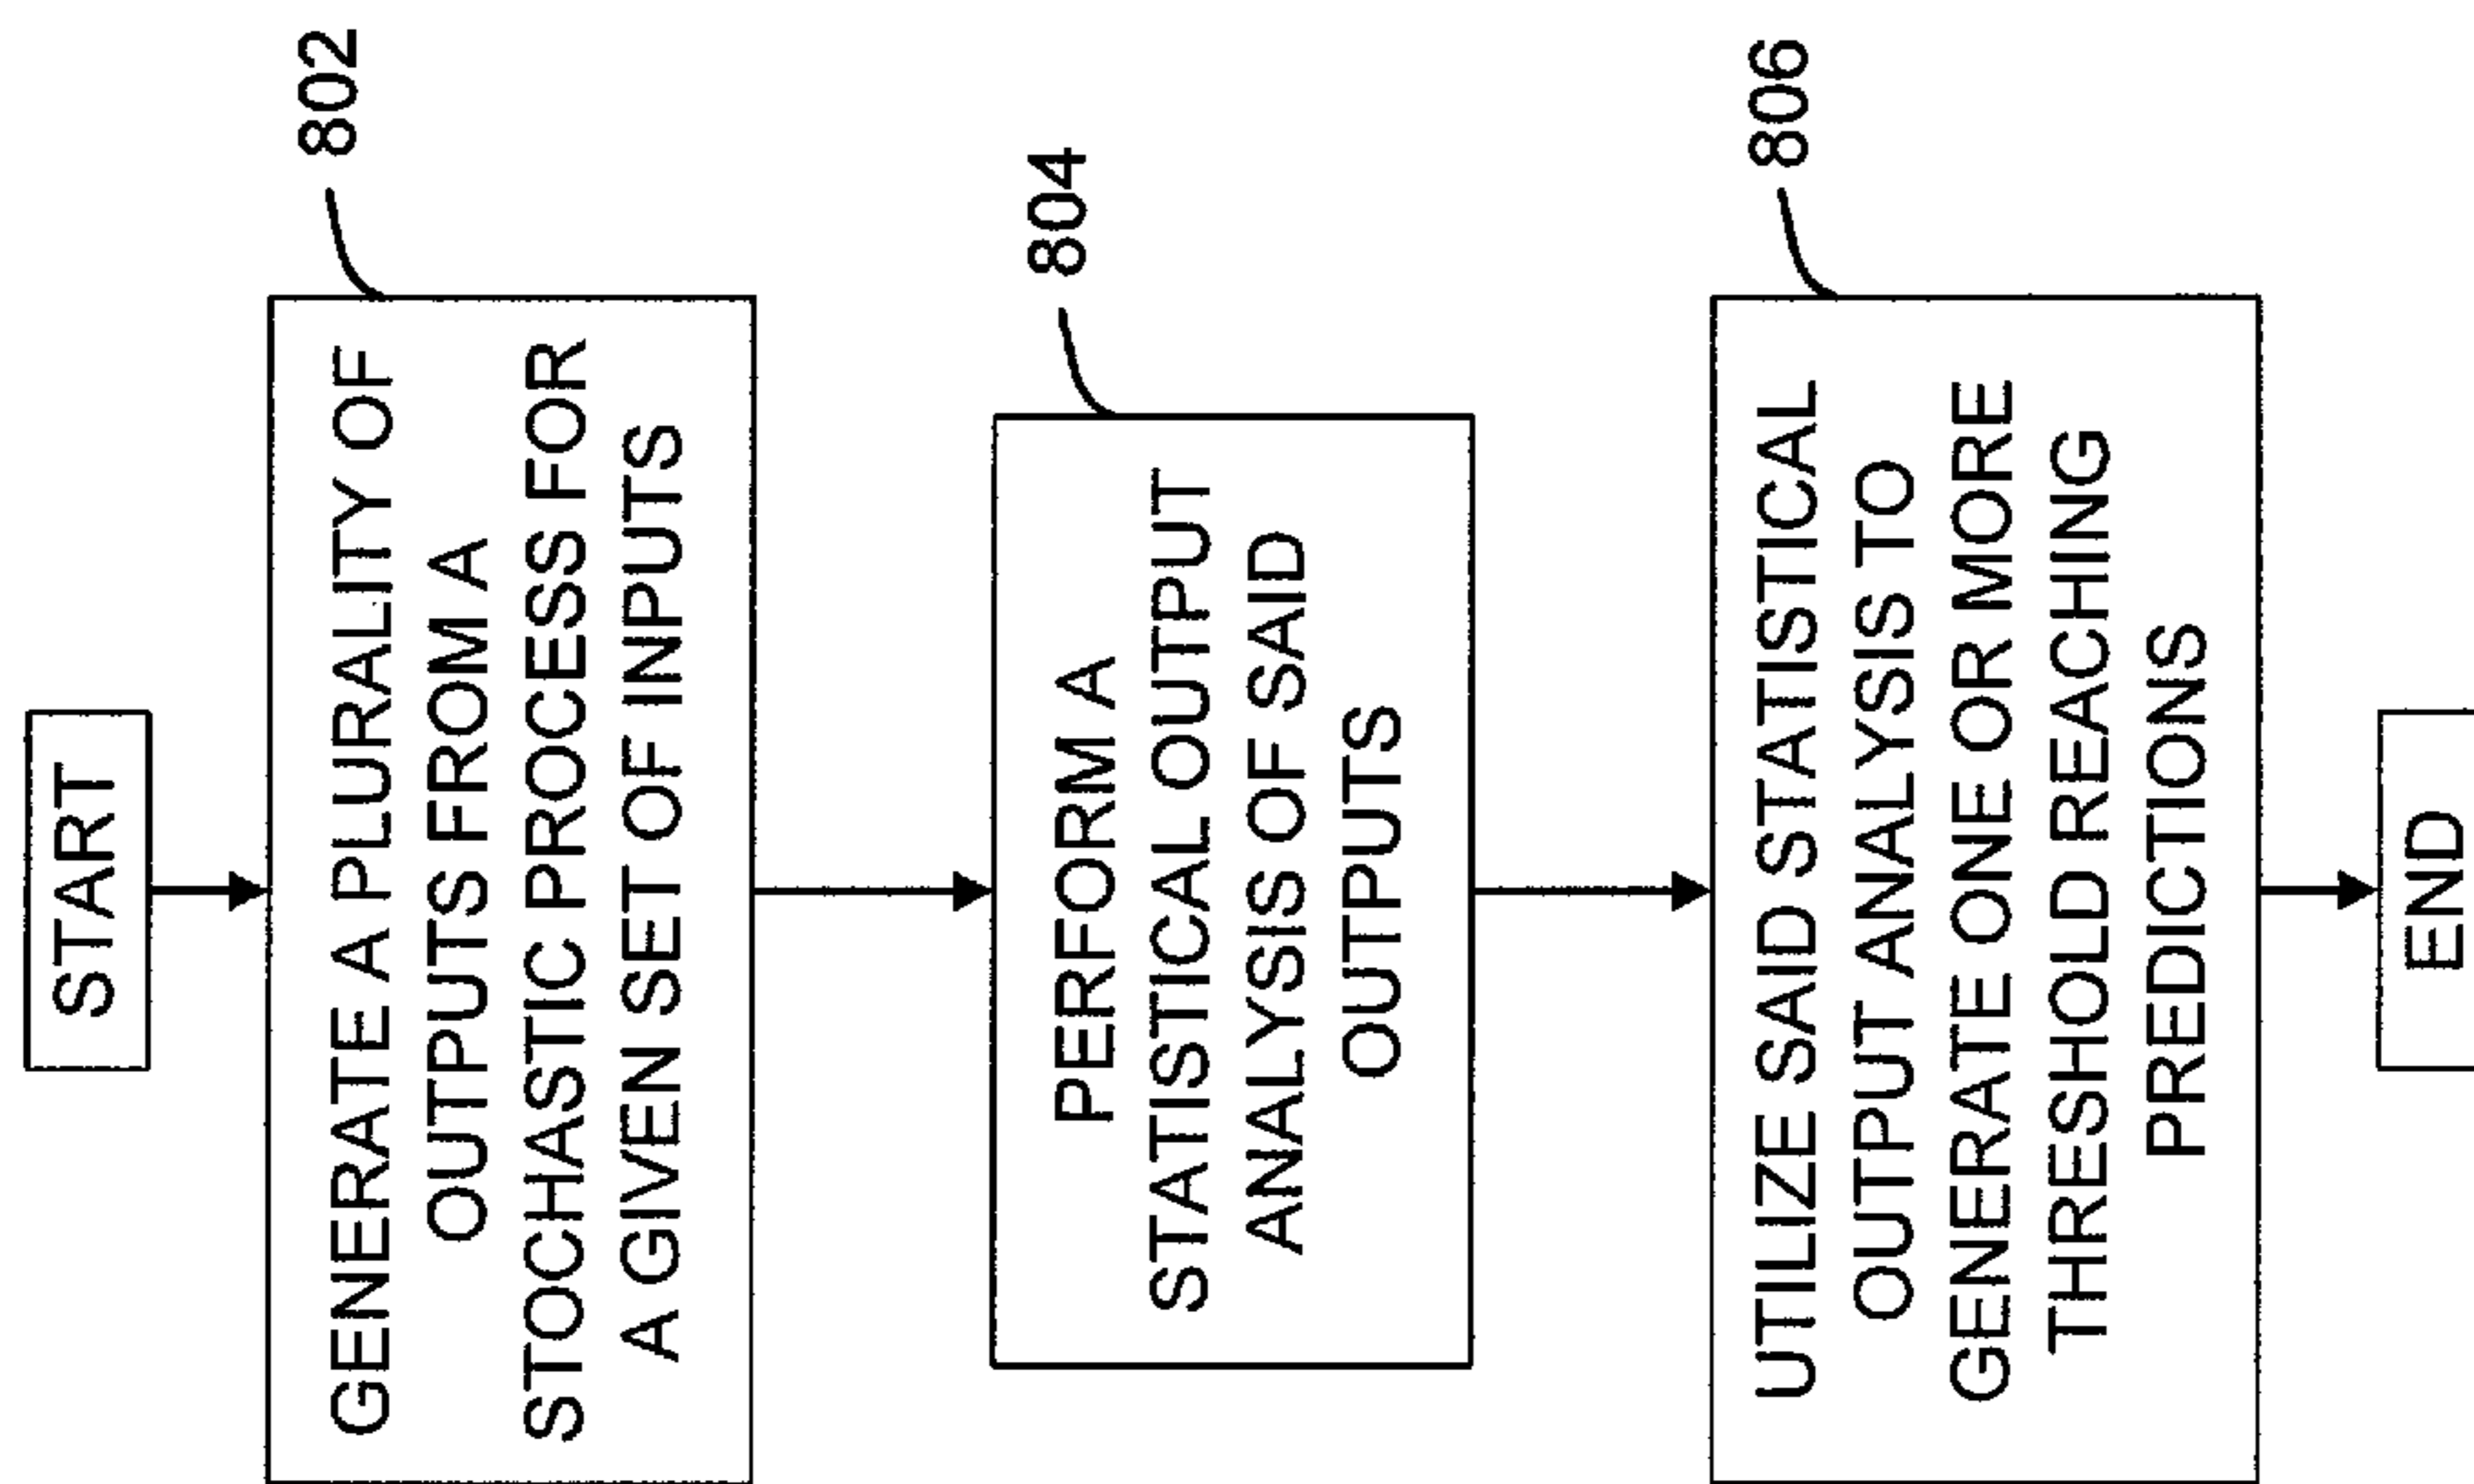 START
802
GENERATE A PLURALITY OF
OUTPUTS FROM A
STOCHASTIC PROCESS FOR
A GIVEN SET OF INPUTS
804
PERFORM A
STATISTICAL OUTPUT
ANALYSIS OF SAID
OUTPUTS
806
UTILIZE SAID STATISTICAL
OUTPUT ANALYSIS TO
GENERATE ONE OR MORE
THRESHOLD REACHING
PREDICTIONS
END